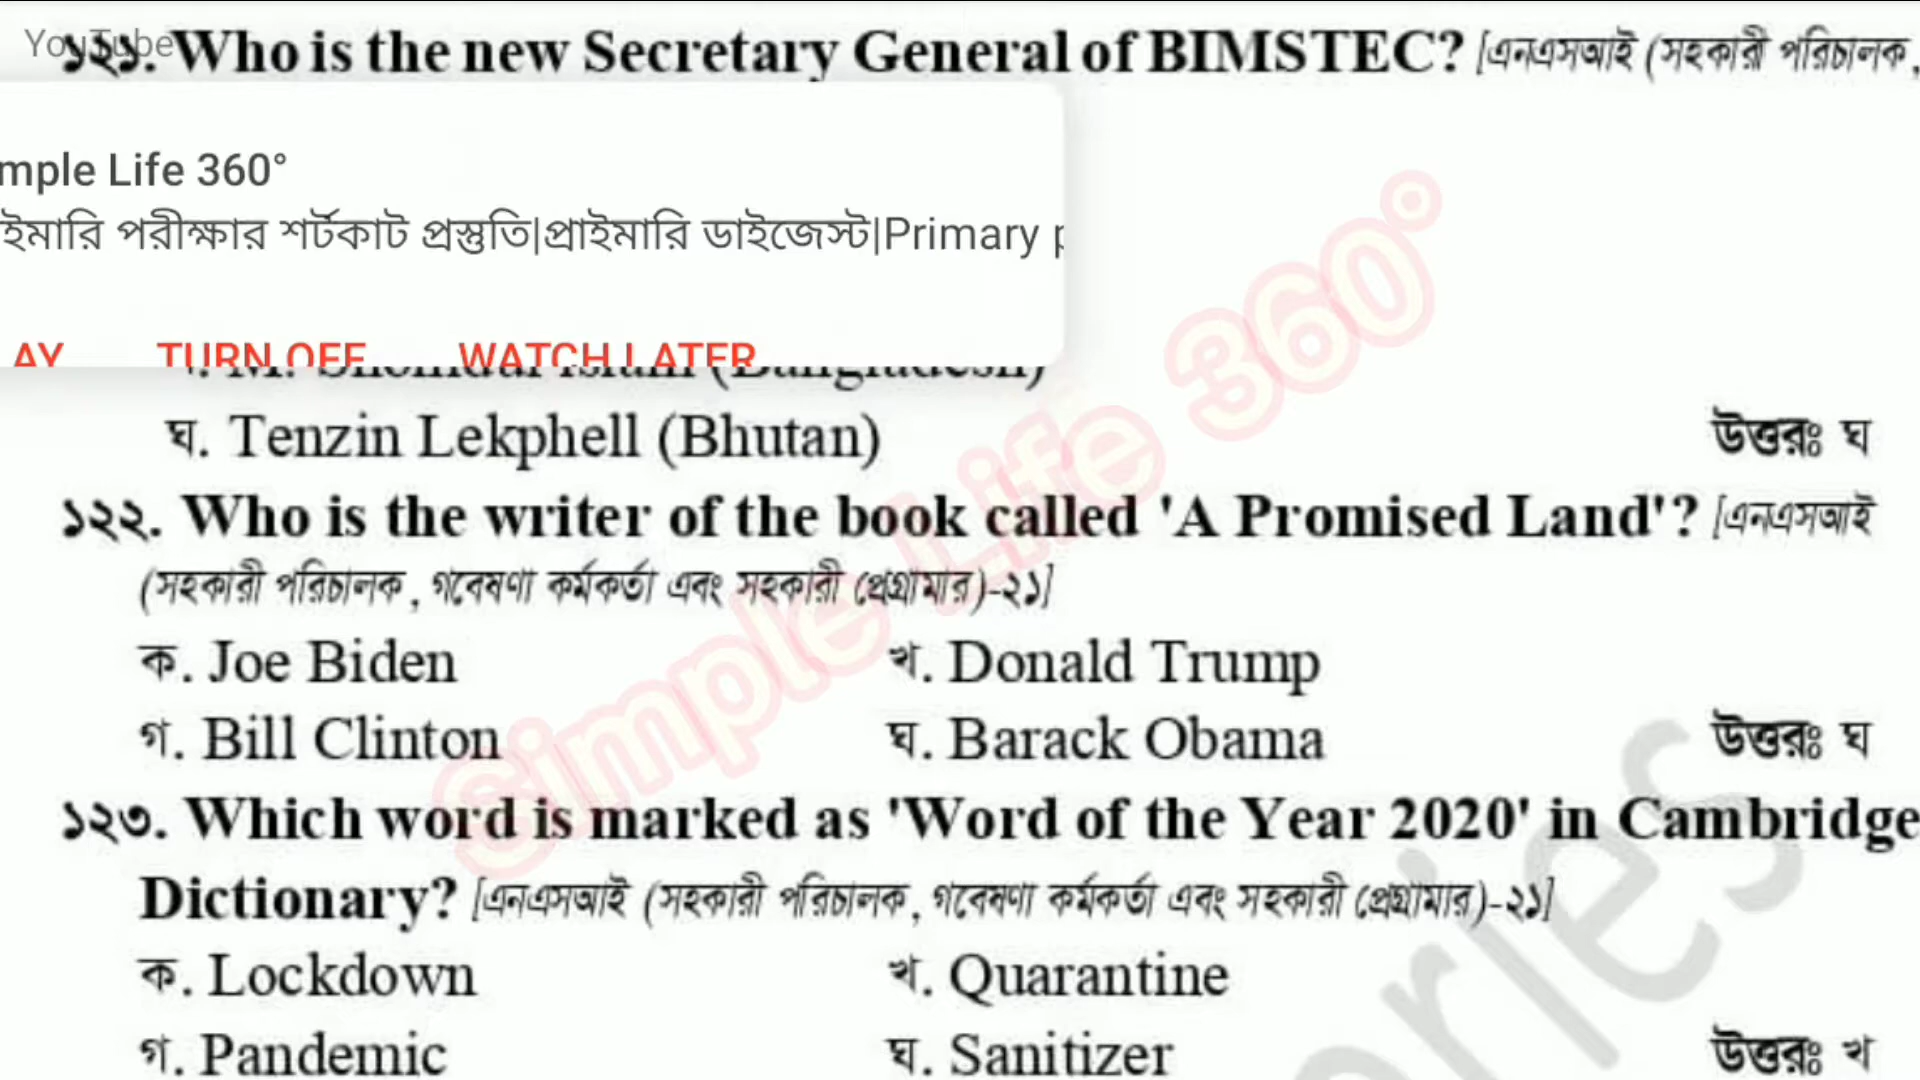 YouTube
১২১. Who is the new Secretary General of BIMSTEC? [এনএসআই (সহকারী পরিচালক,
mple Life 360°
ইমারি পরীক্ষার শর্টকাট প্রস্তুতি|প্রাইমারি ডাইজেস্ট|Primary p
AY TURN OFF WATCH LATER
(Bangladesh)
ঘ. Tenzin Lekphell (Bhutan) উত্তরঃ ঘ
১২২. Who is the writer of the book called 'A Promised Land'? [এনএসআই
(সহকারী পরিচালক, গবেষণা কর্মকর্তা এবং সহকারী প্রোগ্রামার)-২১]
ক. Joe Biden খ. Donald Trump
গ. Bill Clinton ঘ. Barack Obama উত্তরঃ ঘ
১২৩. Which word is marked as 'Word of the Year 2020' in Cambridge
Dictionary? [এনএসআই (সহকারী পরিচালক, গবেষণা কর্মকর্তা এবং সহকারী প্রোগ্রামার)-২১]
ক. Lockdown খ. Quarantine
গ. Pandemic ঘ. Sanitizer উত্তরঃ খ
Simple Life 360°